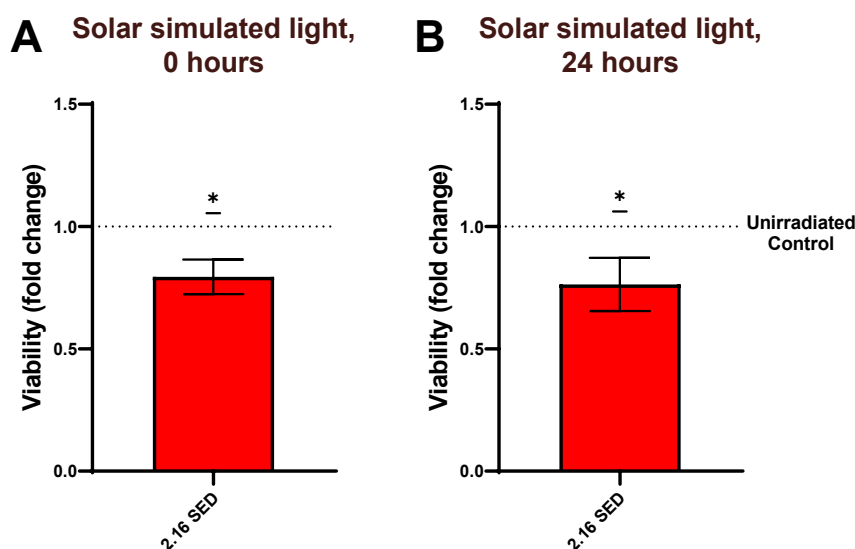 A
Solar simulated light,
0 hours
Viability (fold change)
1.5
1.0
0.5
0.0
*
2.16 SED
B
Solar simulated light,
24 hours
Viability (fold change)
1.5
1.0
0.5
0.0
*
2.16 SED
Unirradiated
Control